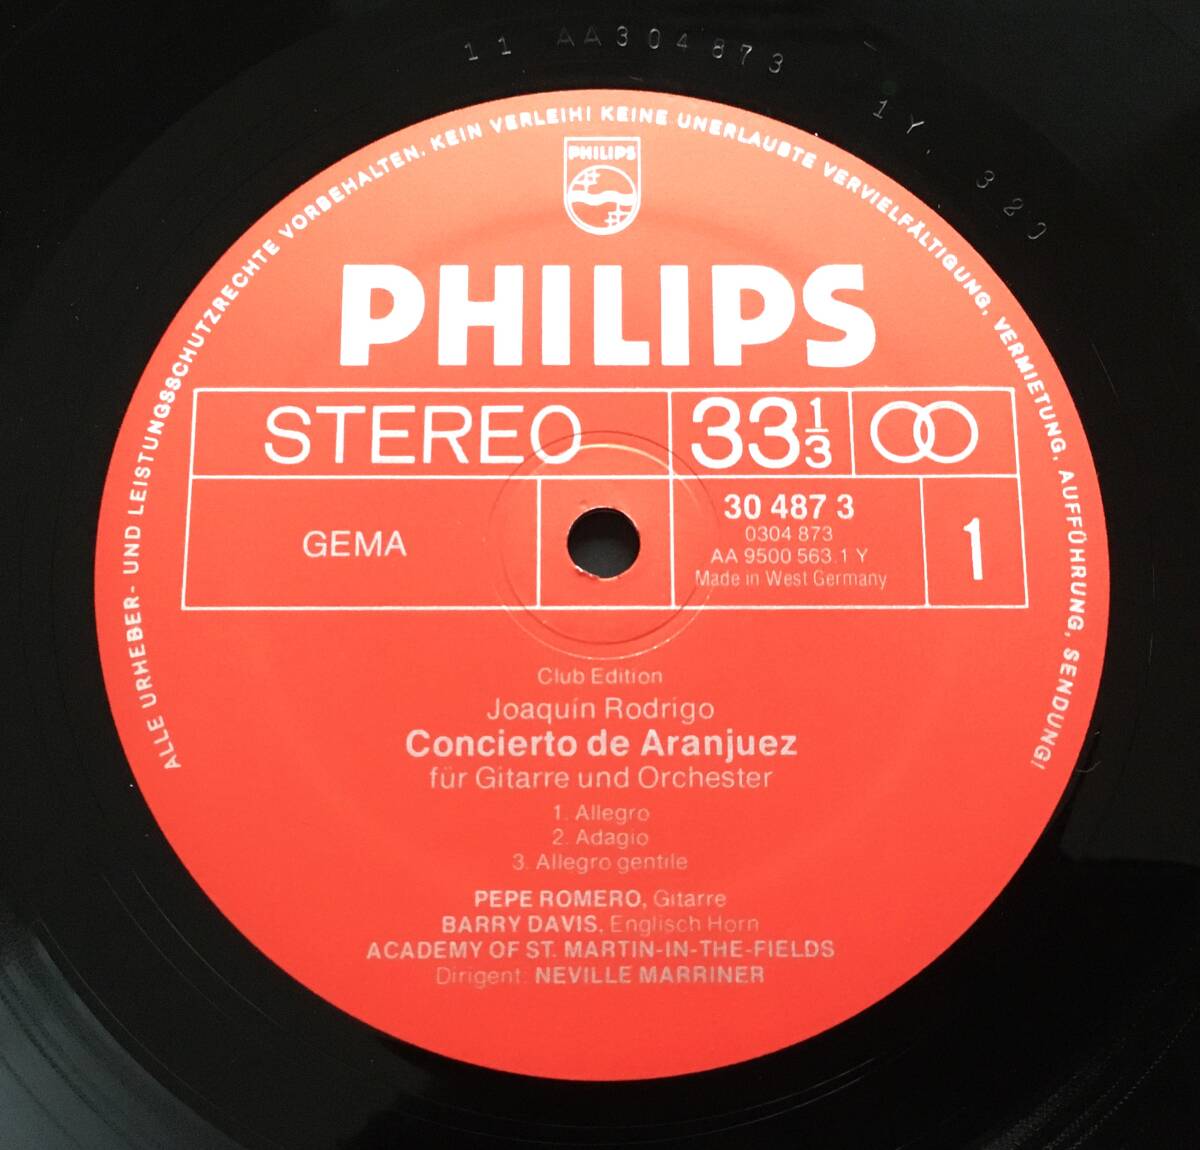 11 AA304873 1Y 320
ALLE URHEBER- UND LEISTUNGSSCHUTZRECHTE VORBEHALTEN. KEIN VERLEIH! KEINE UNERLAUBTE VERVIELFÄLTIGUNG, VERMIETUNG, AUFFÜHRUNG, SENDUNG!
PHILIPS
PHILIPS
STEREO 33 1/3
GEMA
30 487 3
0304 873
AA 9500 563.1 Y
Made in West Germany
1
Club Edition
Joaquín Rodrigo
Concierto de Aranjuez
für Gitarre und Orchester
1. Allegro
2. Adagio
3. Allegro gentile
PEPE ROMERO, Gitarre
BARRY DAVIS, Englisch Horn
ACADEMY OF ST. MARTIN-IN-THE-FIELDS
Dirigent: NEVILLE MARRINER